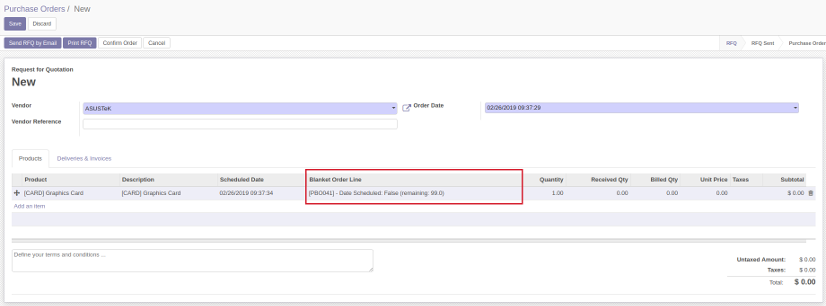 Purchase Orders / New
Save Discard
Send RFQ by Email Print RFQ Confirm Order Cancel RFQ RFQ Sent Purchase Order
Request for Quotation
New
Vendor ASUSTeK Order Date 02/26/2019 09:37:29
Vendor Reference
Products Deliveries & Invoices
Product Description Scheduled Date Blanket Order Line Quantity Received Qty Billed Qty Unit Price Taxes Subtotal
[CARD] Graphics Card [CARD] Graphics Card 02/26/2019 09:37:34 [PBO041] - Date Scheduled: False (remaining: 99.0) 1.00 0.00 0.00 0.00 $ 0.00
Add an item
Define your terms and conditions ...
Untaxed Amount: $ 0.00
Taxes: $ 0.00
Total: $ 0.00